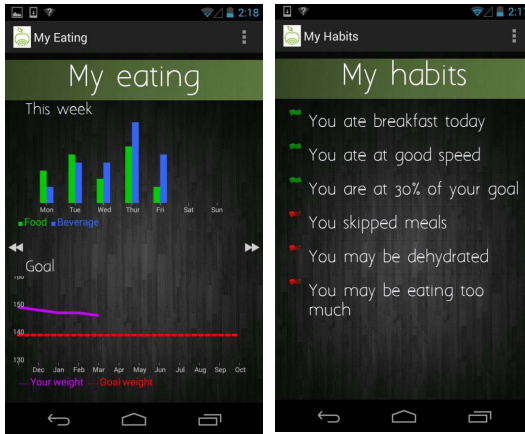 2:18
My Eating
My eating
This week
Mon Tue Wed Thur Fri Sat Sun
Food Beverage
Goal
150
140
130
Dec Jan Feb Mar Apr May Jun Jul Aug Sep Oct
Your weight Goal weight
My Habits
My habits
You ate breakfast today
You ate at good speed
You are at 30% of your goal
You skipped meals
You may be dehydrated
You may be eating too
much